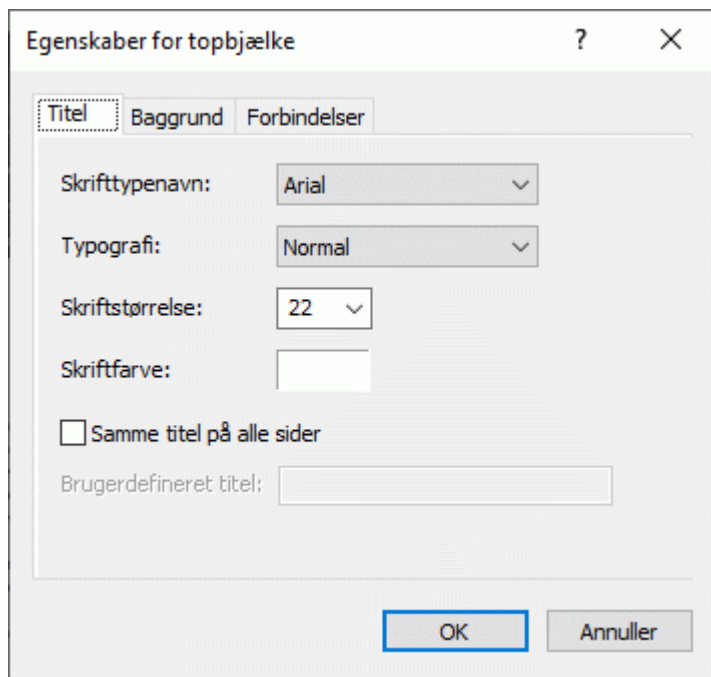 Egenskaber for topbjælke ?
Titel Baggrund Forbindelser
Skrifttypenavn: Arial
Typografi: Normal
Skriftstørrelse: 22
Skriftfarve:
Samme titel på alle sider
Brugerdefineret titel:
OK Annuller